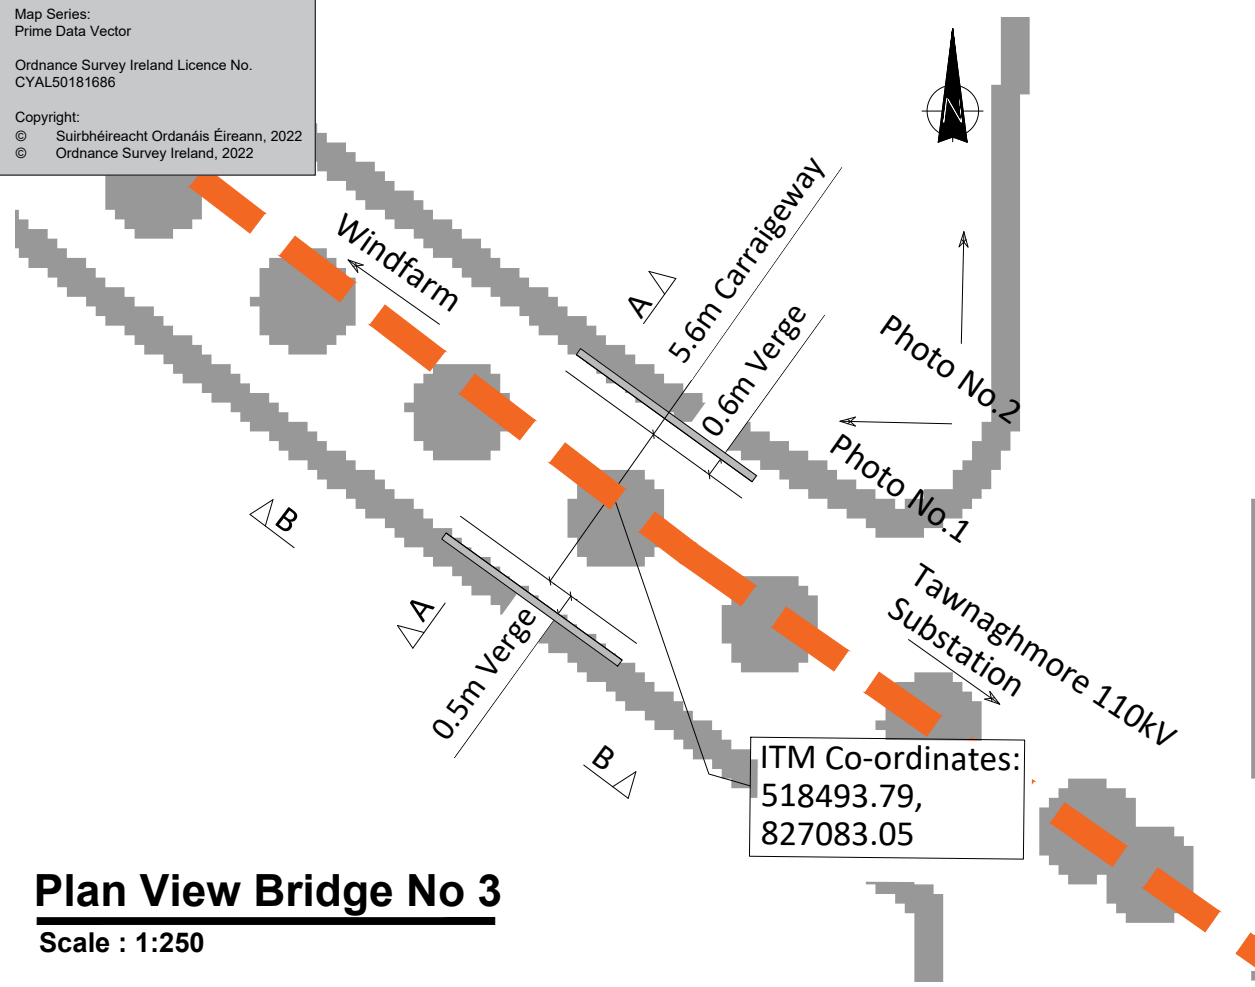 Map Series:
Prime Data Vector
Ordnance Survey Ireland Licence No.
CYAL50181686
Copyright:
© Suirbhéireacht Ordanáis Éireann, 2022
© Ordnance Survey Ireland, 2022
N
Windfarm
A
5.6m Carraigeway
0.6m Verge
Photo No.2
Photo No.1
B
A
0.5m Verge
B
Tawnaghmore 110kV
Substation
ITM Co-ordinates:
518493.79,
827083.05
Plan View Bridge No 3
Scale : 1:250